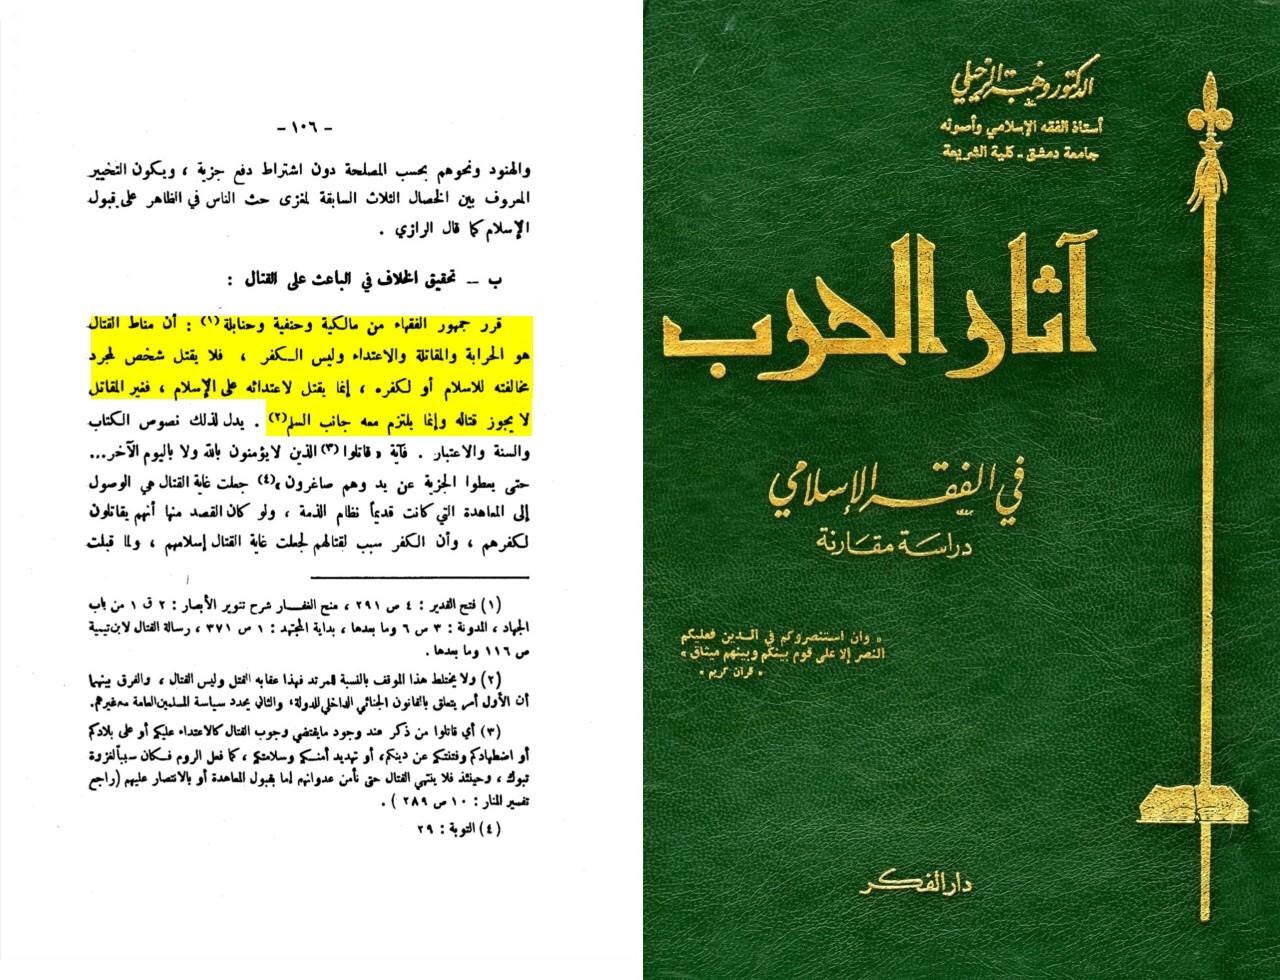 - ١٠٦ -
والهنود ونحوهم بحسب المصلحة دون اشتراط دفع جزية ، ويكون التخيير
المعروف بين الخصال الثلاث السابقة لمغزى حث الناس في الظاهر على قبول
الإسلام كما قال الرازي .
ب – تحقيق الخلاف في الباعث على القتال :
قرر جمهور الفقهاء من مالكية وحنفية وحنابلة (١) : أن مناط القتال
هو الحرابة والمقاتلة والاعتداء وليس الكفر ، فلا يقتل شخص لمجرد
مخالفته للاسلام أو لكفره ، إنما يقتل لاعتدائه على الإسلام ، فغير المقاتل
لا يجوز قتاله وإنما يلتزم معه جانب السلم(٢) . يدل لذلك نصوص الكتاب
والسنة والاعتبار . فآية « قاتلوا (٣) الذين لايؤمنون بالله ولا باليوم الآخر...
حتى يعطوا الجزية عن يد وهم صاغرون »(٤) جعلت غاية القتال هي الوصول
إلى المعاهدة التي كانت قديماً نظام الذمة ، ولو كان القصد منها أنهم يقاتلون
لكفرهم ، وأن الكفر سبب لقتالهم لجعلت غاية القتال إسلامهم ، ولما قبلت
(١) فتح القدير : ٤ ص ٢٩١ ، منح الغفار شرح تنوير الأبصار : ٢ ق ١ من باب
الجهاد ، المدونة : ٣ ص ٦ وما بعدها ، بداية المجتهد : ١ ص ٣٧١ ، رسالة القتال لابن تيمية
ص ١١٦ وما بعدها .
(٢) ولا يختلط هذا الموقف بالنسبة للمرتد فهذا عقابه القتل وليس القتال ، والفرق بينهما
أن الأول أمر يتعلق بالقانون الجنائي الداخلي للدولة، والثاني يحدد سياسة المسلمين العامة مع غيرهم.
(٣) أي قاتلوا من ذكر عند وجود مايقتضي وجوب القتال كالاعتداء عليكم أو على بلادكم
أو اضطهادكم وفتنتكم عن دينكم، أو تهديد أمنكم وسلامتكم ، كما فعل الروم فكان سبباً لغزوة
تبوك ، وحينئذ فلا ينتهي القتال حتى نأمن عدوانهم إما بقبول المعاهدة أو بالانتصار عليهم (راجع
تفسير المنار : ١٠ ص ٢٨٩ ) .
(٤) التوبة : ٢٩
الدكتور وهبة الزحيلي
أستاذ الفقه الإسلامي وأصوله
جامعة دمشق - كلية الشريعة
آثار الحرب
في الفقه الإسلامي
دراسة مقارنة
« وان استنصروكم في الدين فعليكم
النصر إلا على قوم بينكم وبينهم ميثاق »
« قرآن كريم »
دار الفكر